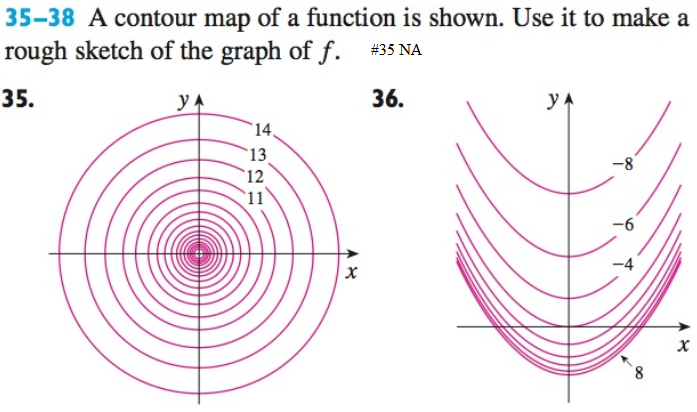 35–38 A contour map of a function is shown. Use it to make a
rough sketch of the graph of f. #35 NA
35.
y
14
13
12
11
x
36.
y
−8
−6
−4
x
8